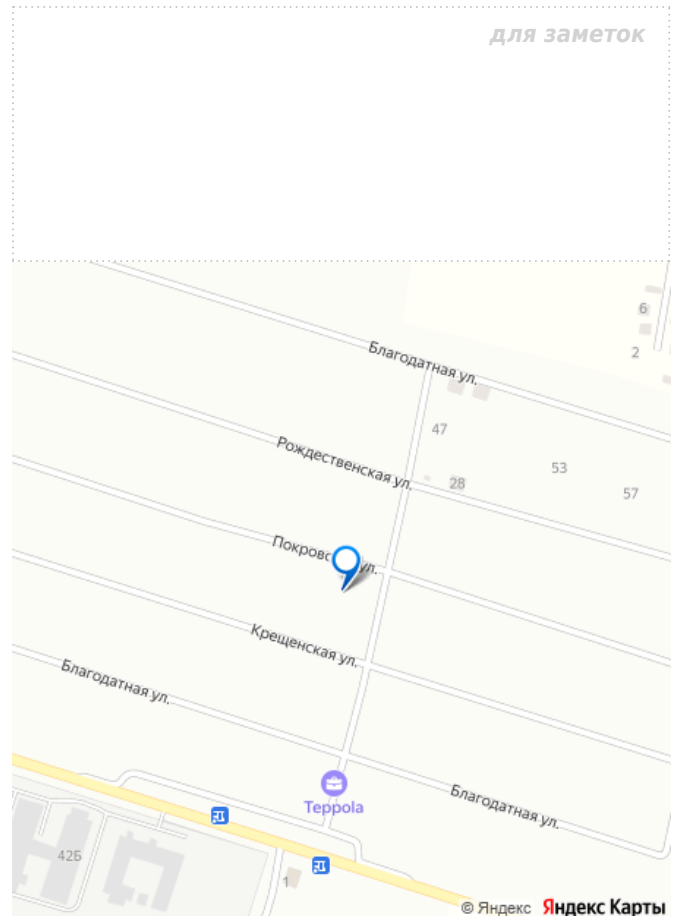 для заметок
6
2
Благодатная ул.
47
Рождественская ул.
53
28
57
Покровс ул.
Крещенская ул.
Благодатная ул.
Teppola
Благодатная ул.
42Б
1
© Яндекс Яндекс Карты